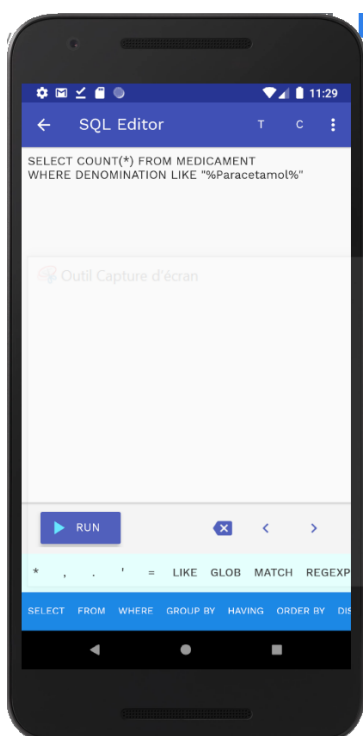 11:29
SQL Editor T C
SELECT COUNT(*) FROM MEDICAMENT
WHERE DENOMINATION LIKE "%Paracetamol%"
Outil Capture d'écran
RUN
* , . ' = LIKE GLOB MATCH REGEXP
SELECT FROM WHERE GROUP BY HAVING ORDER BY DIS